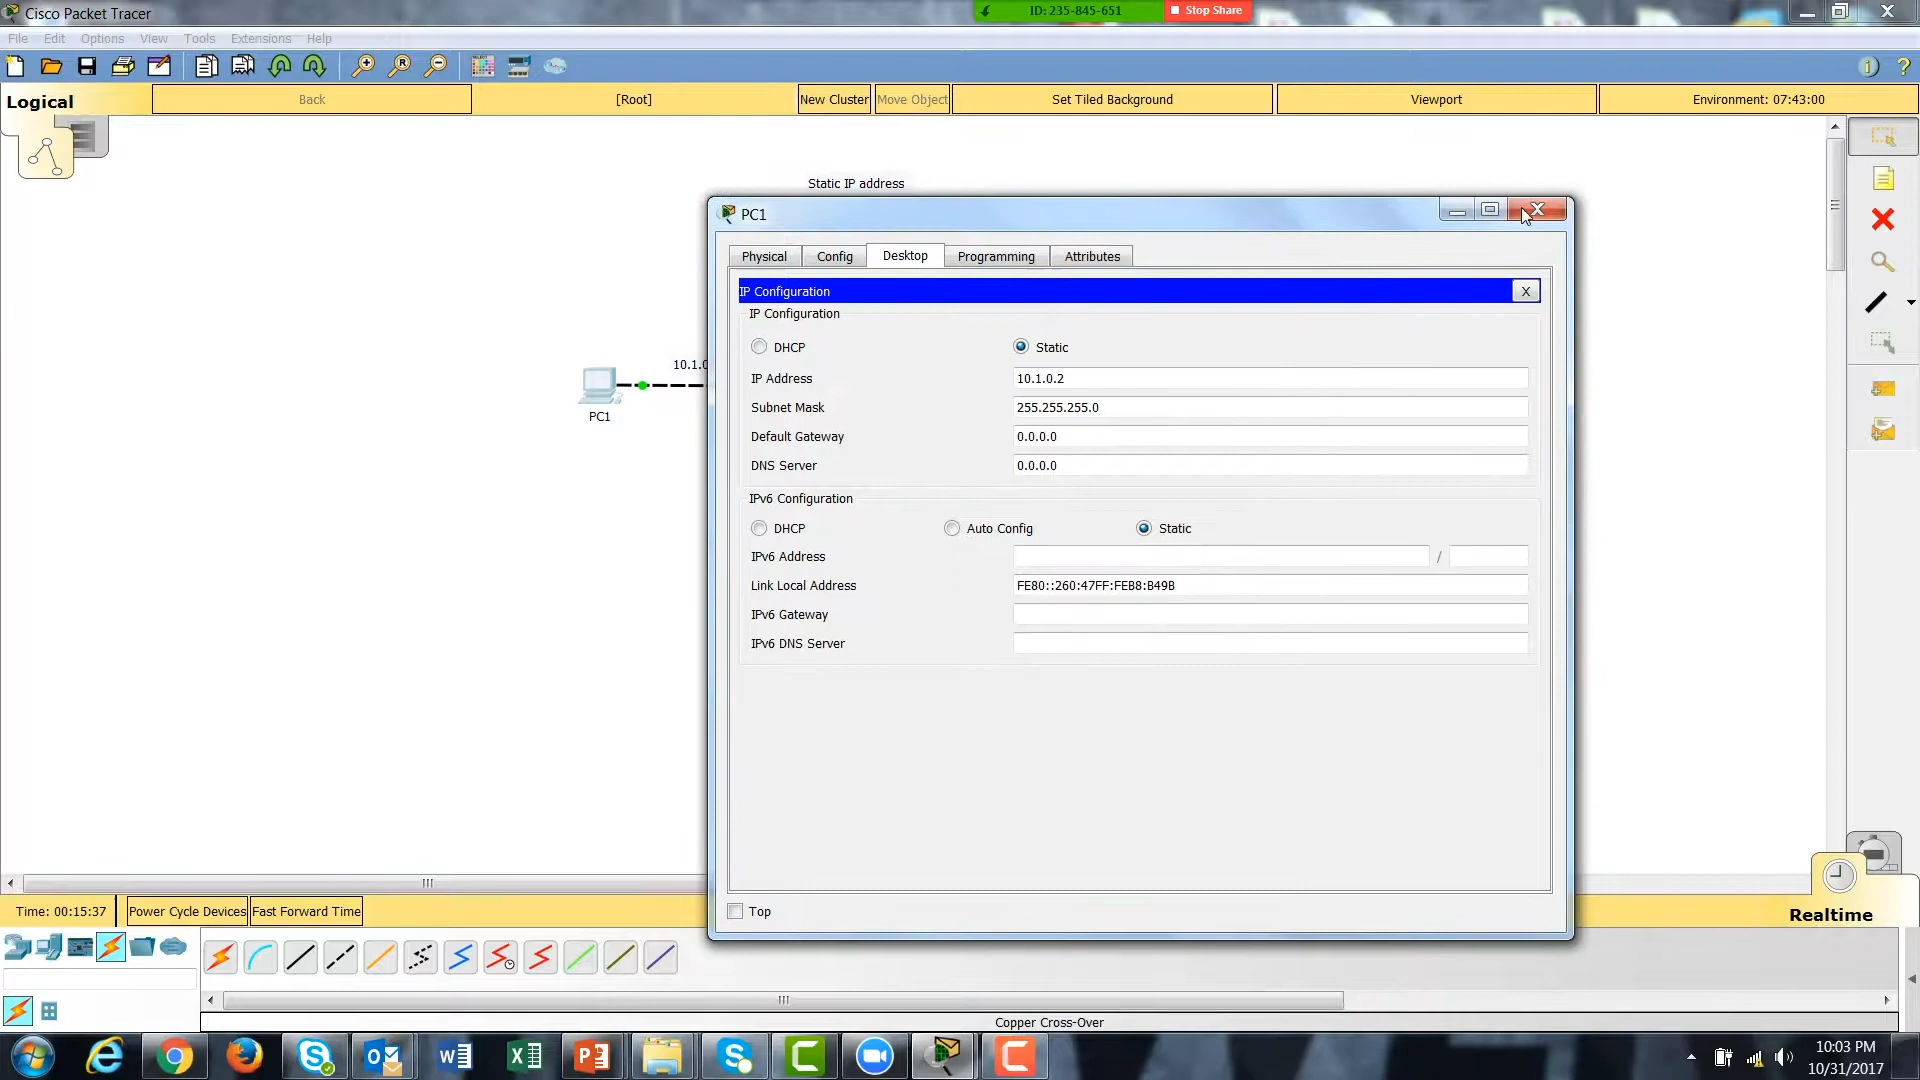 Cisco Packet Tracer
ID: 235-845-651
Stop Share
File Edit Options View Tools Extensions Help
Logical
Back
[Root]
New Cluster
Move Object
Set Tiled Background
Viewport
Environment: 07:43:00
Static IP address
PC1
Physical
Config
Desktop
Programming
Attributes
IP Configuration
X
IP Configuration
DHCP
Static
IP Address
10.1.0.2
Subnet Mask
255.255.255.0
Default Gateway
0.0.0.0
DNS Server
0.0.0.0
IPv6 Configuration
DHCP
Auto Config
Static
IPv6 Address
/
Link Local Address
FE80::260:47FF:FEB8:B49B
IPv6 Gateway
IPv6 DNS Server
Top
10.1.0
PC1
Time: 00:15:37
Power Cycle Devices
Fast Forward Time
Realtime
Copper Cross-Over
10:03 PM
10/31/2017